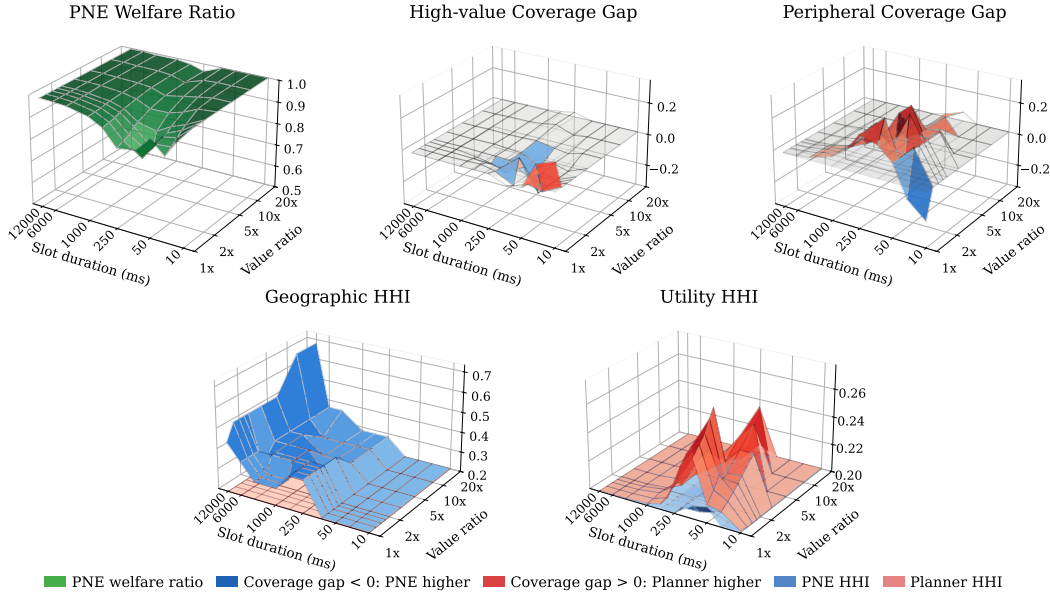 PNE Welfare Ratio
High-value Coverage Gap
Peripheral Coverage Gap
1.0
0.9
0.8
0.7
0.6
0.5
12000
6000
1000
250
50
10
1x
2x
5x
10x
20x
Slot duration (ms)
Value ratio
0.2
0.0
−0.2
12000
6000
1000
250
50
10
1x
2x
5x
10x
20x
Slot duration (ms)
Value ratio
0.2
0.0
−0.2
12000
6000
1000
250
50
10
1x
2x
5x
10x
20x
Slot duration (ms)
Value ratio
Geographic HHI
Utility HHI
0.7
0.6
0.5
0.4
0.3
0.2
12000
6000
1000
250
50
10
1x
2x
5x
10x
20x
Slot duration (ms)
Value ratio
0.26
0.24
0.22
0.20
12000
6000
1000
250
50
10
1x
2x
5x
10x
20x
Slot duration (ms)
Value ratio
PNE welfare ratio
Coverage gap < 0: PNE higher
Coverage gap > 0: Planner higher
PNE HHI
Planner HHI